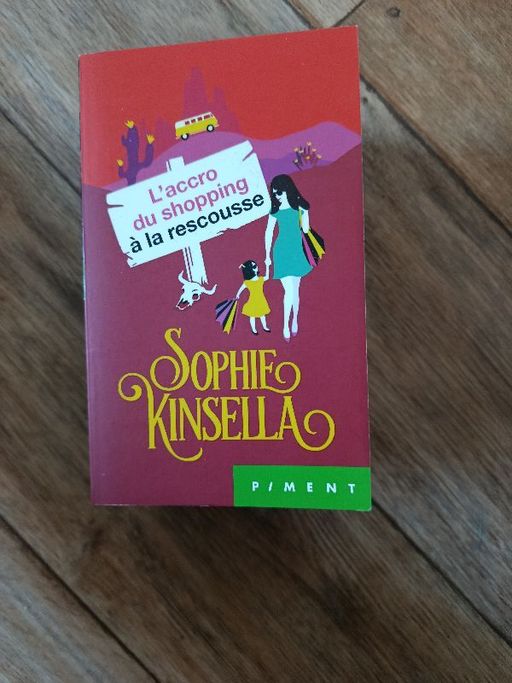 L'accro
du shopping
à la rescousse
SOPHIE
KINSELLA
PIMENT